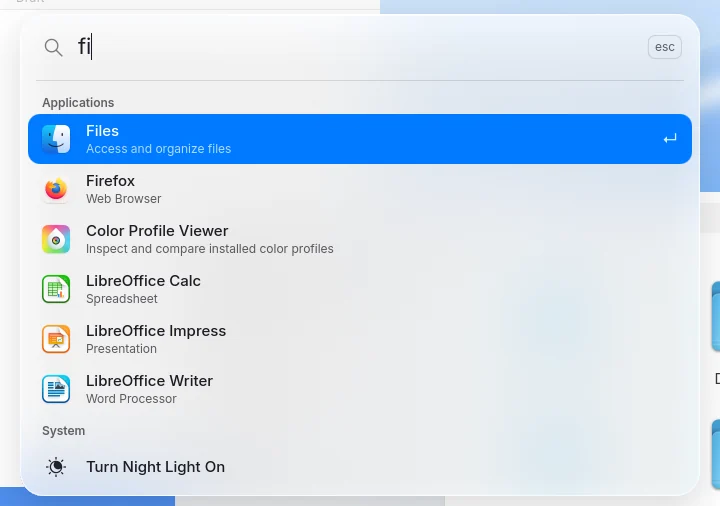 fi
esc
Applications
Files
Access and organize files
Firefox
Web Browser
Color Profile Viewer
Inspect and compare installed color profiles
LibreOffice Calc
Spreadsheet
LibreOffice Impress
Presentation
LibreOffice Writer
Word Processor
System
Turn Night Light On